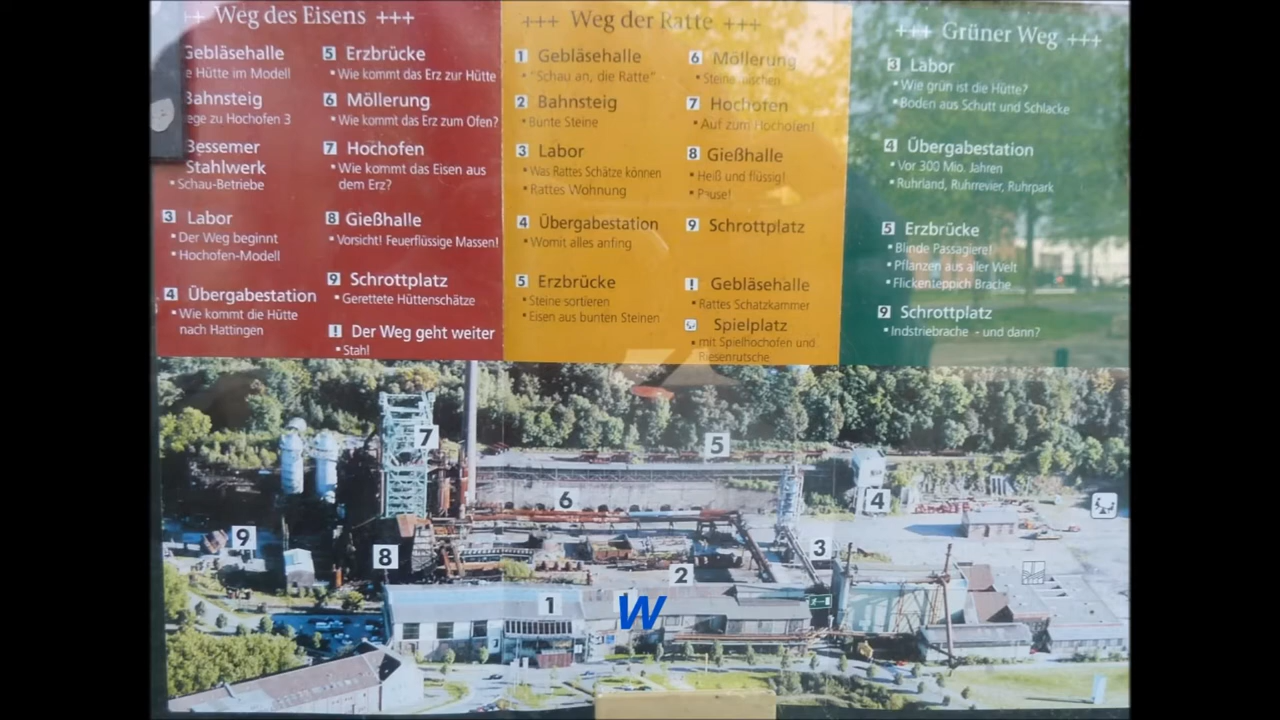 Weg des Eisens +++
Gebläsehalle
e Hütte im Modell
Bahnsteig
ege zu Hochofen 3
Bessemer
Stahlwerk
▪ Schau-Betriebe
3 Labor
▪ Der Weg beginnt
▪ Hochofen-Modell
4 Übergabestation
▪ Wie kommt die Hütte
nach Hattingen
5 Erzbrücke
▪ Wie kommt das Erz zur Hütte
6 Möllerung
▪ Wie kommt das Erz zum Ofen?
7 Hochofen
▪ Wie kommt das Eisen aus
dem Erz?
8 Gießhalle
▪ Vorsicht! Feuerflüssige Massen!
9 Schrottplatz
▪ Gerettete Hüttenschätze
! Der Weg geht weiter
▪ Stahl
+++ Weg der Ratte +++
1 Gebläsehalle
▪ "Schau an, die Ratte"
2 Bahnsteig
▪ Bunte Steine
3 Labor
▪ Was Rattes Schätze können
▪ Rattes Wohnung
4 Übergabestation
▪ Womit alles anfing
5 Erzbrücke
▪ Steine sortieren
▪ Eisen aus bunten Steinen
6 Möllerung
▪ Steine mischen
7 Hochofen
▪ Auf zum Hochofen!
8 Gießhalle
▪ Heiß und flüssig!
▪ Pause!
9 Schrottplatz
! Gebläsehalle
▪ Rattes Schatzkammer
Spielplatz
▪ mit Spielhochofen und
Riesenrutsche
+++ Grüner Weg +++
3 Labor
▪ Wie grün ist die Hütte?
▪ Boden aus Schutt und Schlacke
4 Übergabestation
▪ Vor 300 Mio. Jahren
▪ Ruhrland, Ruhrrevier, Ruhrpark
5 Erzbrücke
▪ Blinde Passagiere!
▪ Pflanzen aus aller Welt
▪ Flickenteppich Brache
9 Schrottplatz
▪ Indstriebrache - und dann?
7
5
6
4
9
8
3
2
1
W